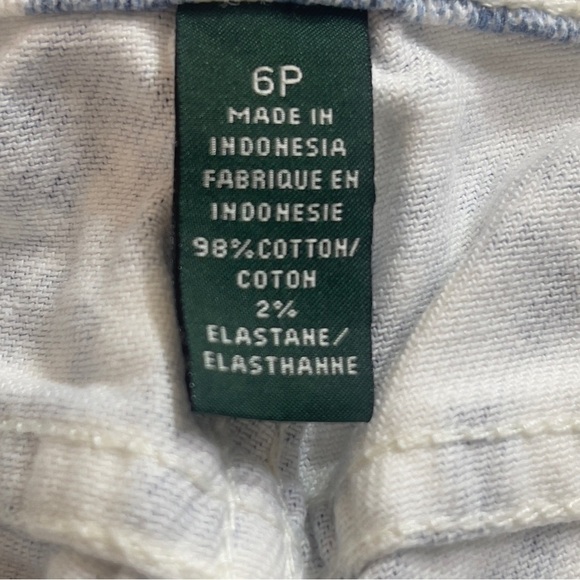 6P
MADE IN
INDONESIA
FABRIQUE EN
INDONESIE
98% COTTON/
COTON
2%
ELASTANE/
ELASTHANNE